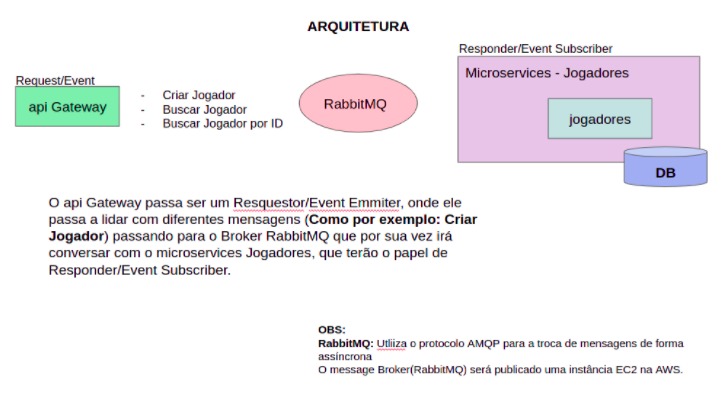 ARQUITETURA
Request/Event
api Gateway
- Criar Jogador
- Buscar Jogador
- Buscar Jogador por ID
RabbitMQ
Responder/Event Subscriber
Microservices - Jogadores
jogadores
DB
O api Gateway passa ser um Resquestor/Event Emmiter, onde ele
passa a lidar com diferentes mensagens (Como por exemplo: Criar
Jogador) passando para o Broker RabbitMQ que por sua vez irá
conversar com o microservices Jogadores, que terão o papel de
Responder/Event Subscriber.
OBS:
RabbitMQ: Utliiza o protocolo AMQP para a troca de mensagens de forma
assíncrona
O message Broker(RabbitMQ) será publicado uma instância EC2 na AWS.